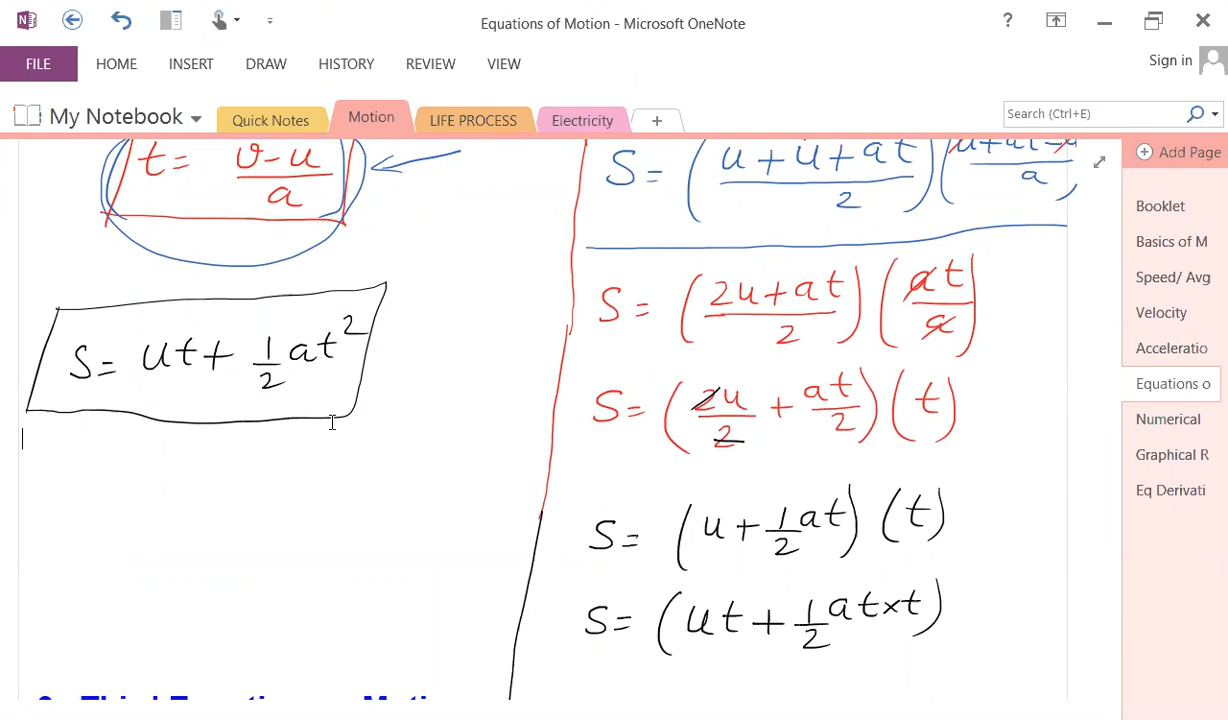 Equations of Motion - Microsoft OneNote
?
FILE HOME INSERT DRAW HISTORY REVIEW VIEW
Sign in
My Notebook Quick Notes Motion LIFE PROCESS Electricity +
Search (Ctrl+E)
t = v-u/a
S = ut + 1/2 at²
S = (u+u+at/2)(u+at-u/a)
S = (2u+at/2)(at/a)
S = (2u/2 + at/2)(t)
S = (u + 1/2 at)(t)
S = (ut + 1/2 at×t)
Add Page
Booklet
Basics of M
Speed/ Avg
Velocity
Acceleratio
Equations o
Numerical
Graphical R
Eq Derivati